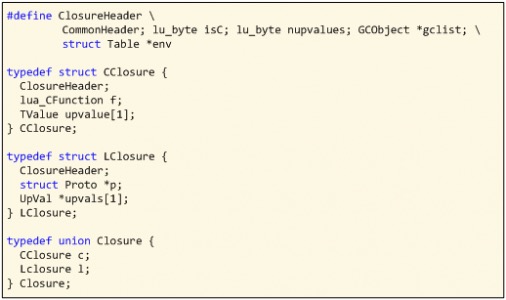 #define ClosureHeader \
CommonHeader; lu_byte isC; lu_byte nupvalues; GCObject *gclist; \
struct Table *env
typedef struct CClosure {
ClosureHeader;
lua_CFunction f;
TValue upvalue[1];
} CClosure;
typedef struct LClosure {
ClosureHeader;
struct Proto *p;
UpVal *upvals[1];
} LClosure;
typedef union Closure {
CClosure c;
Lclosure l;
} Closure;